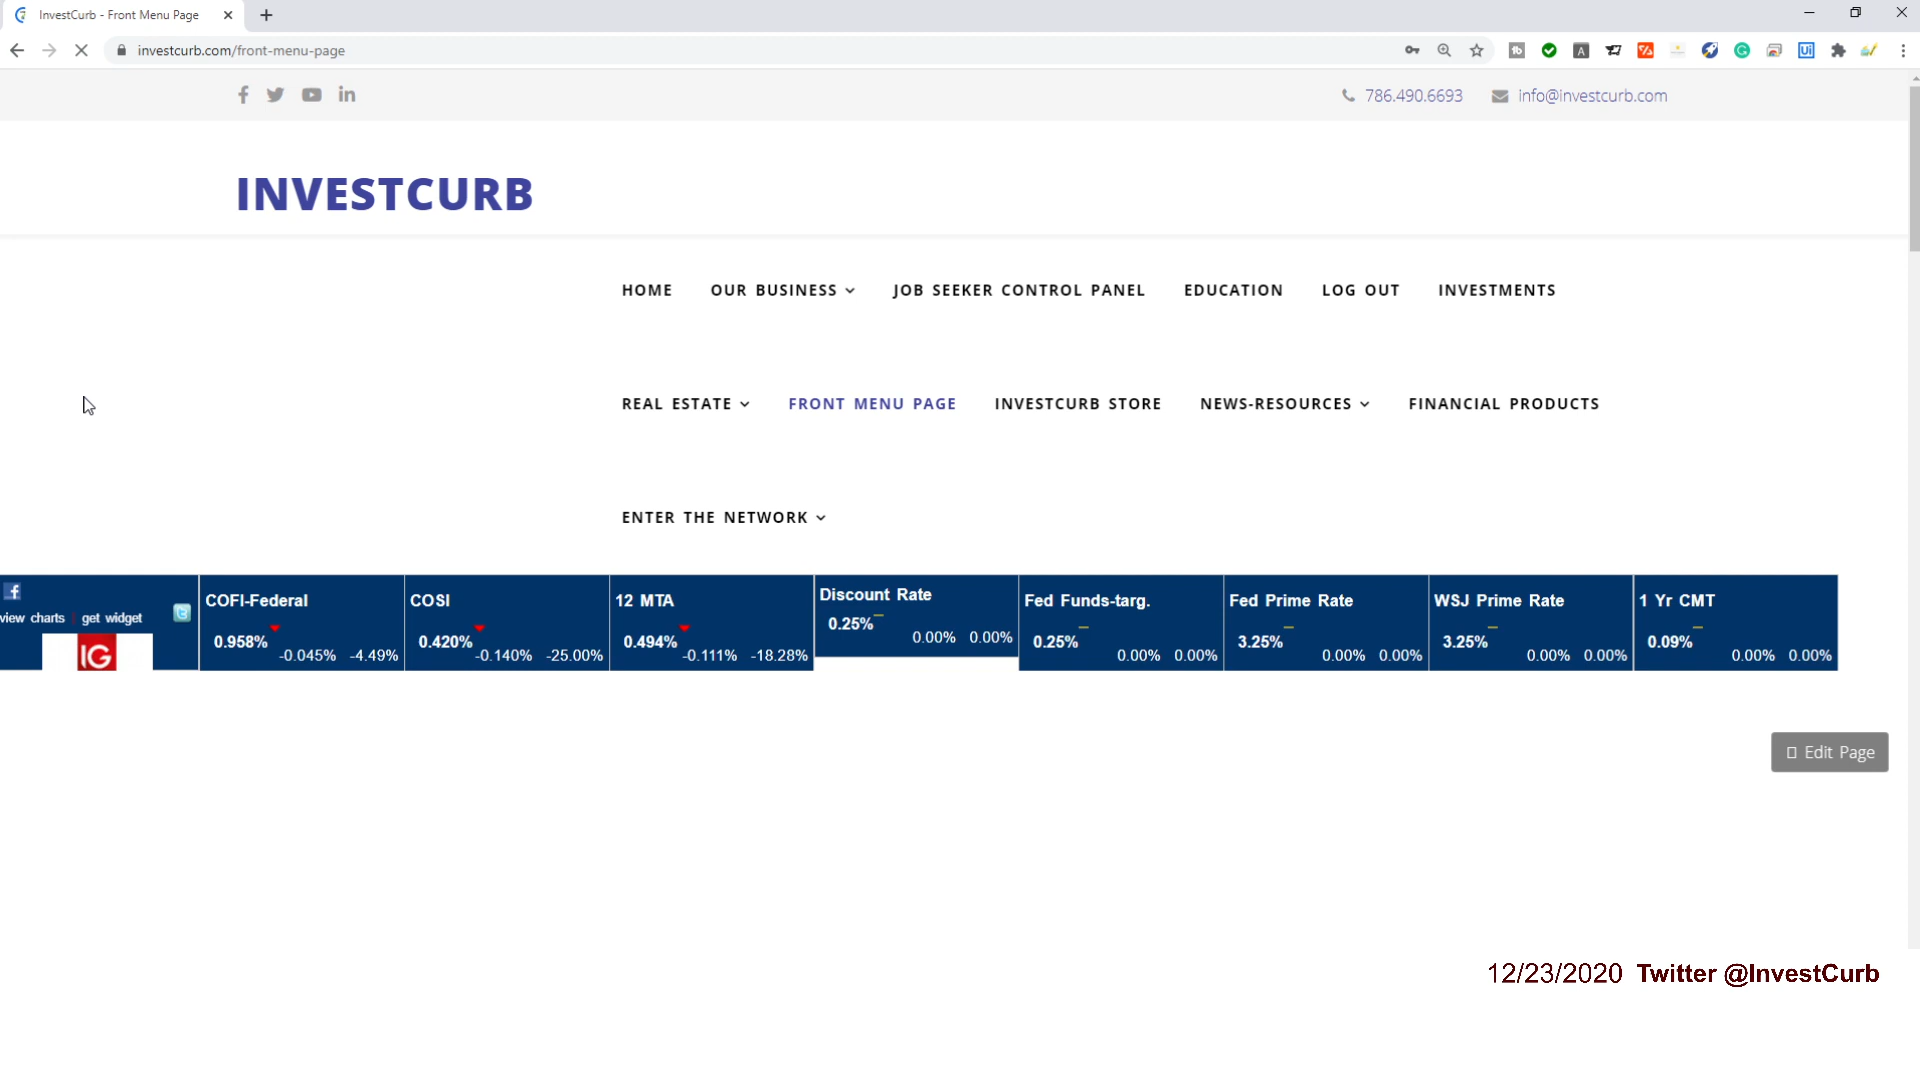 InvestCurb - Front Menu Page
investcurb.com/front-menu-page
786.490.6693 info@investcurb.com
INVESTCURB
HOME OUR BUSINESS JOB SEEKER CONTROL PANEL EDUCATION LOG OUT INVESTMENTS
REAL ESTATE FRONT MENU PAGE INVESTCURB STORE NEWS-RESOURCES FINANCIAL PRODUCTS
ENTER THE NETWORK
view charts get widget
IG
COFI-Federal
0.958% -0.045% -4.49%
COSI
0.420% -0.140% -25.00%
12 MTA
0.494% -0.111% -18.28%
Discount Rate
0.25% 0.00% 0.00%
Fed Funds-targ.
0.25% 0.00% 0.00%
Fed Prime Rate
3.25% 0.00% 0.00%
WSJ Prime Rate
3.25% 0.00% 0.00%
1 Yr CMT
0.09% 0.00% 0.00%
Edit Page
12/23/2020 Twitter @InvestCurb